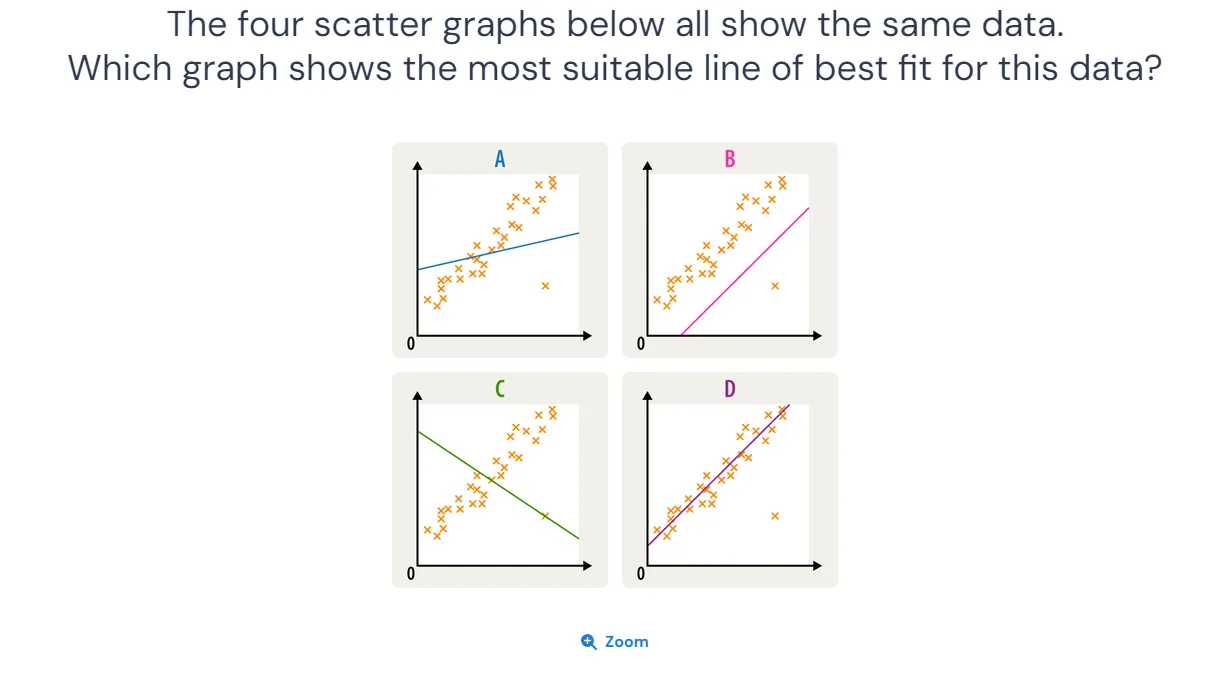 The four scatter graphs below all show the same data.
Which graph shows the most suitable line of best fit for this data?
A
0
B
0
C
0
D
0
Zoom